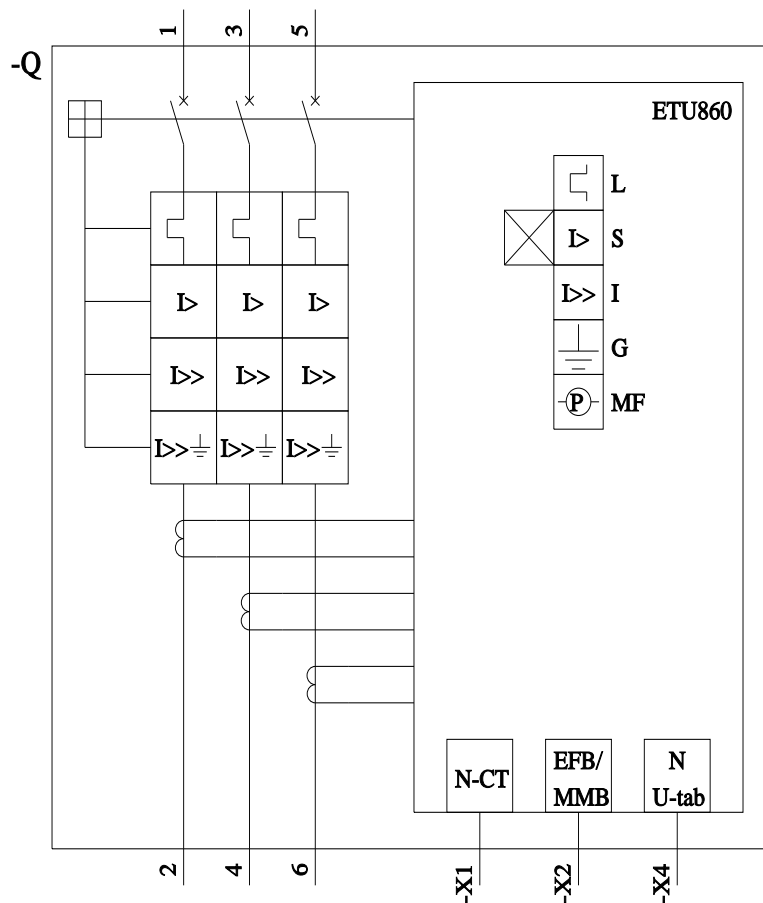 1 3 5
-Q
ETU860
L
I> S
I>> I
G
P MF
I> I> I>
I>> I>> I>>
I>> I>> I>>
N-CT
EFB/
MMB
N
U-tab
2 4 6 -X1 -X2 -X4